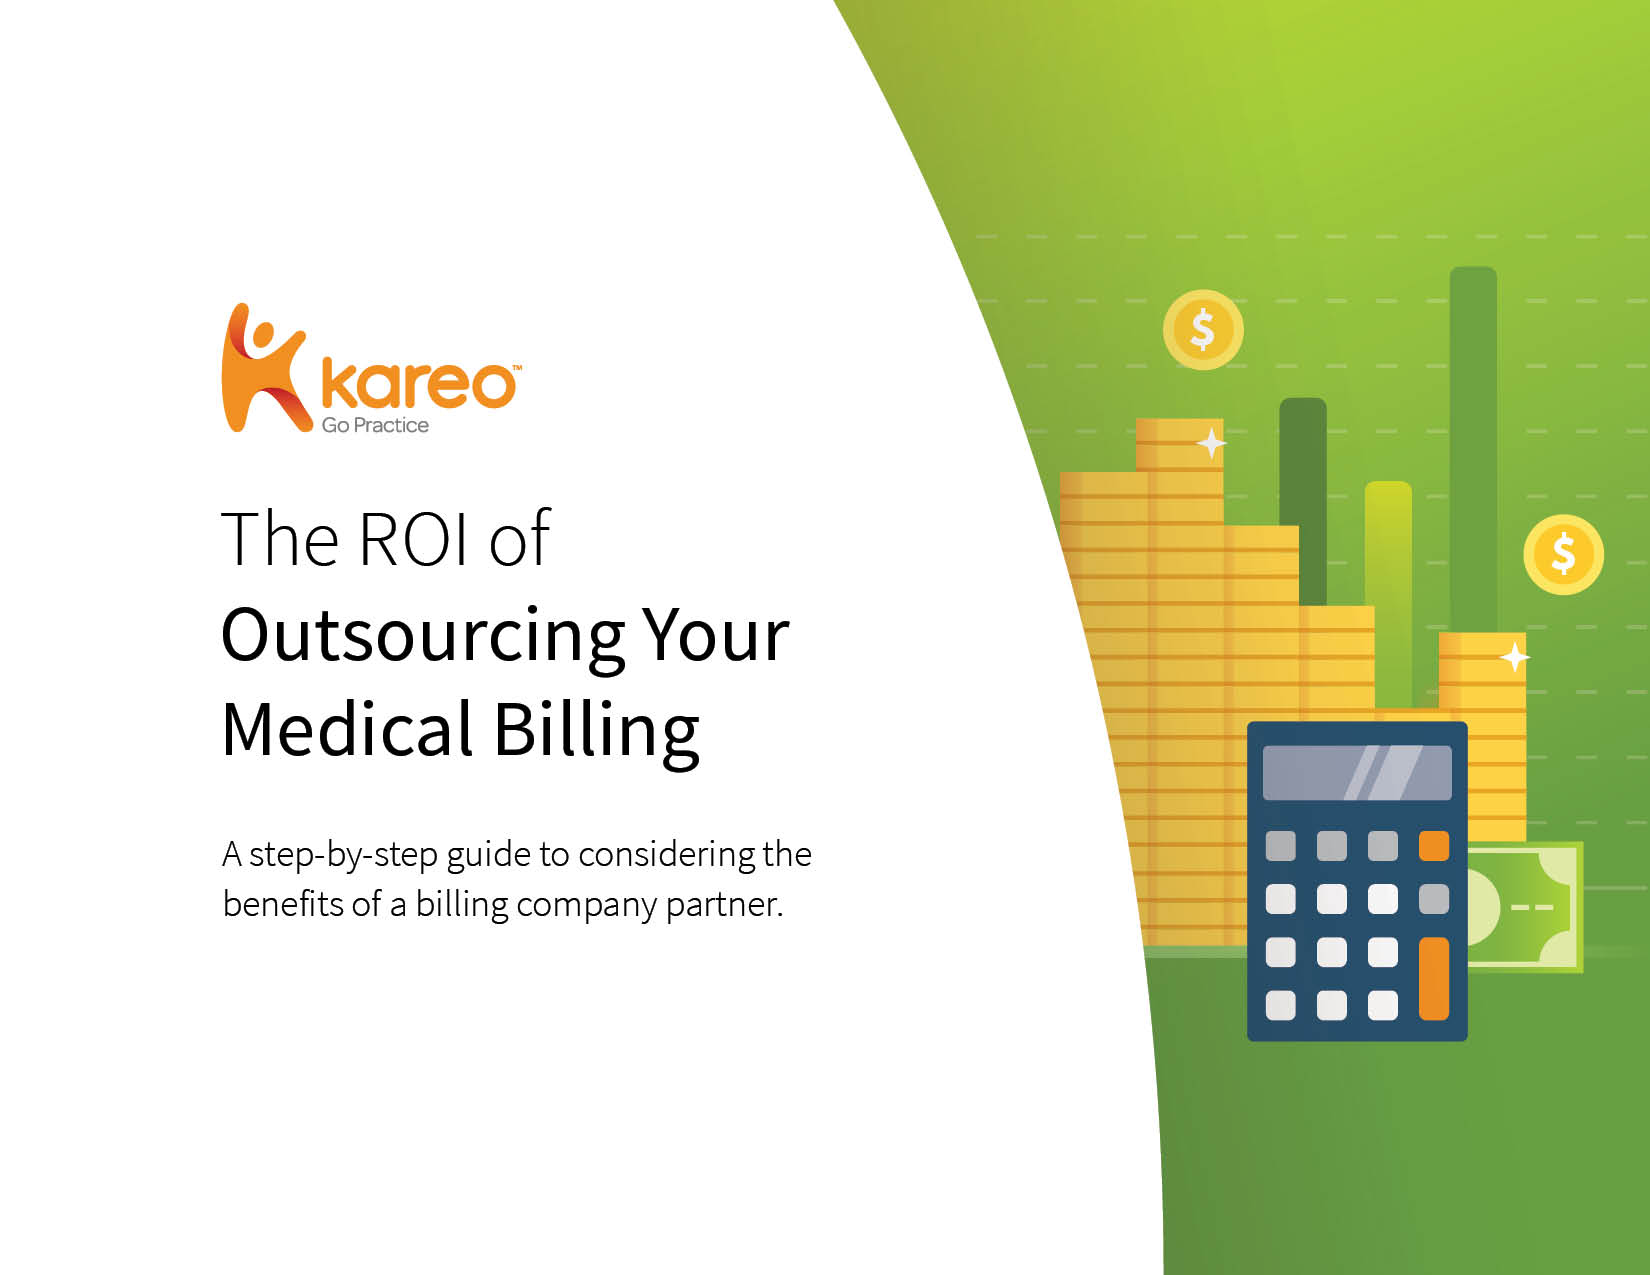 kareo™
Go Practice
The ROI of
Outsourcing Your
Medical Billing
A step-by-step guide to considering the
benefits of a billing company partner.
$
$